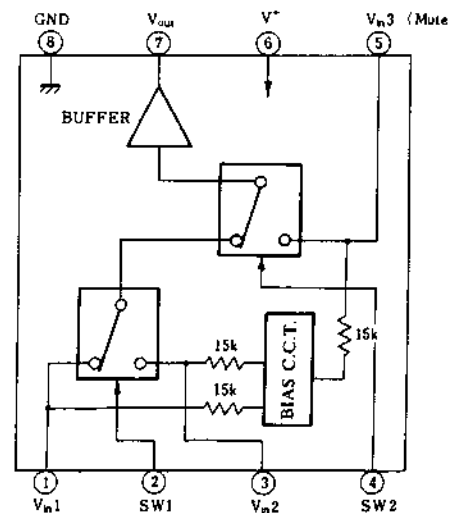 GND Vout V+ Vin3 (Mute
8 7 6 5
BUFFER
15k 15k
15k
BIAS C.C.T.
1 2 3 4
Vin1 SW1 Vin2 SW2